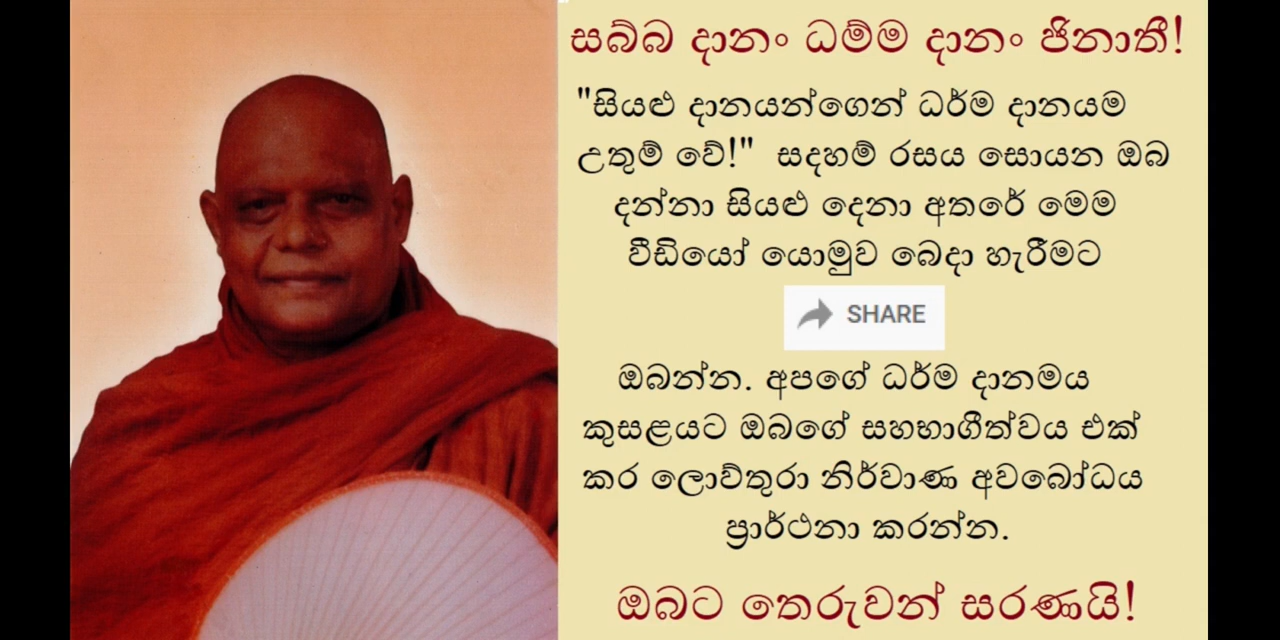 සබ්බ දානං ධම්ම දානං ජිනාතී!
"සියළු දානයන්ගෙන් ධර්ම දානයම
උතුම් වේ!" සදහම් රසය සොයන ඔබ
දන්නා සියළු දෙනා අතරේ මෙම
වීඩියෝ යොමුව බෙදා හැරීමට
SHARE
ඔබන්න. අපගේ ධර්ම දානමය
කුසළයට ඔබගේ සහභාගීත්වය එක්
කර ලොව්තුරා නිර්වාණ අවබෝධය
ප්‍රාර්ථනා කරන්න.
ඔබට තෙරුවන් සරණයි!